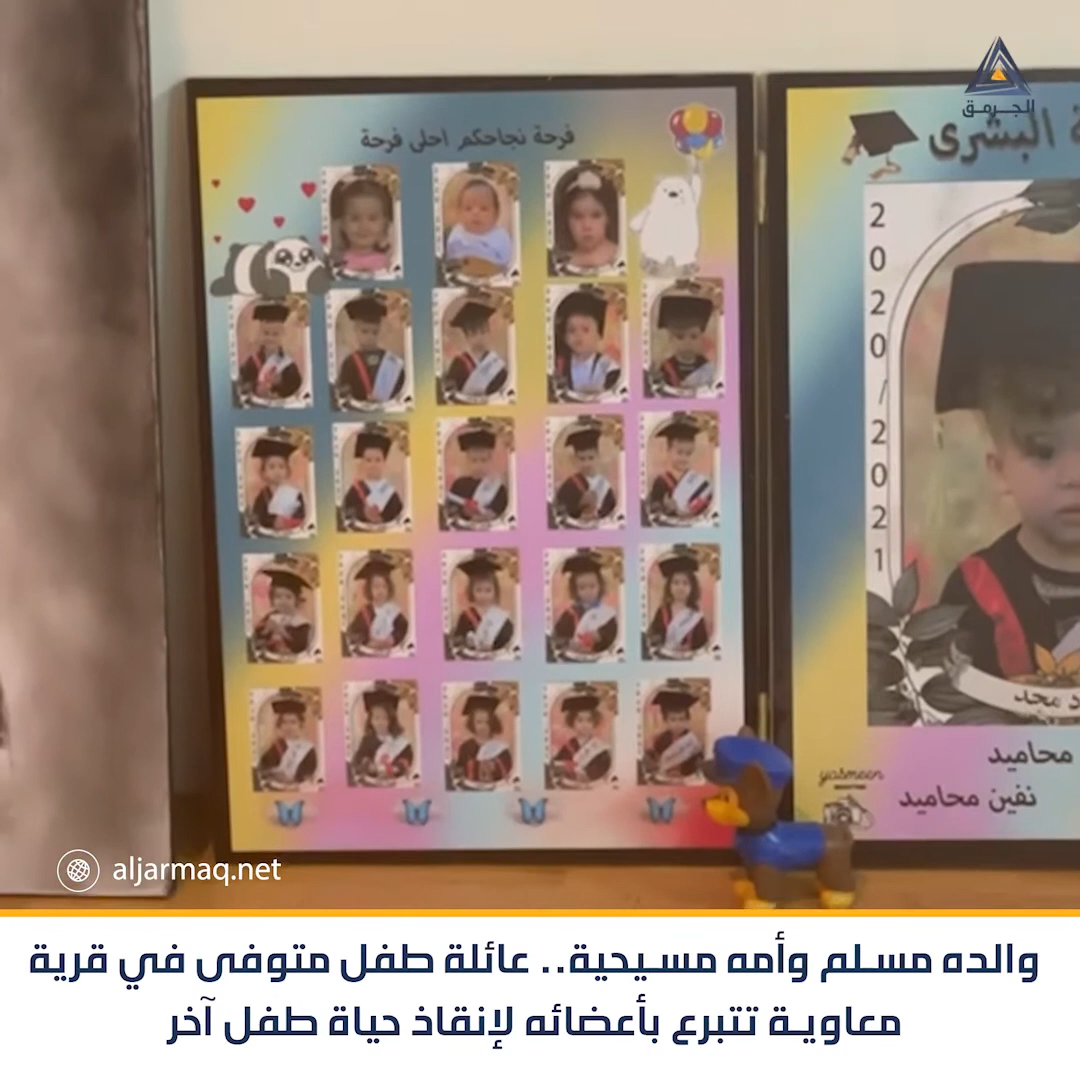 الجرمق
فرحة نجاحكم احلى فرحة
البشرى
2020/2021
د مجد
محاميد
نفين محاميد
yasmeen
aljarmaq.net
والده مسلم وأمه مسيحية.. عائلة طفل متوفى في قرية
معاوية تتبرع بأعضائه لإنقاذ حياة طفل آخر